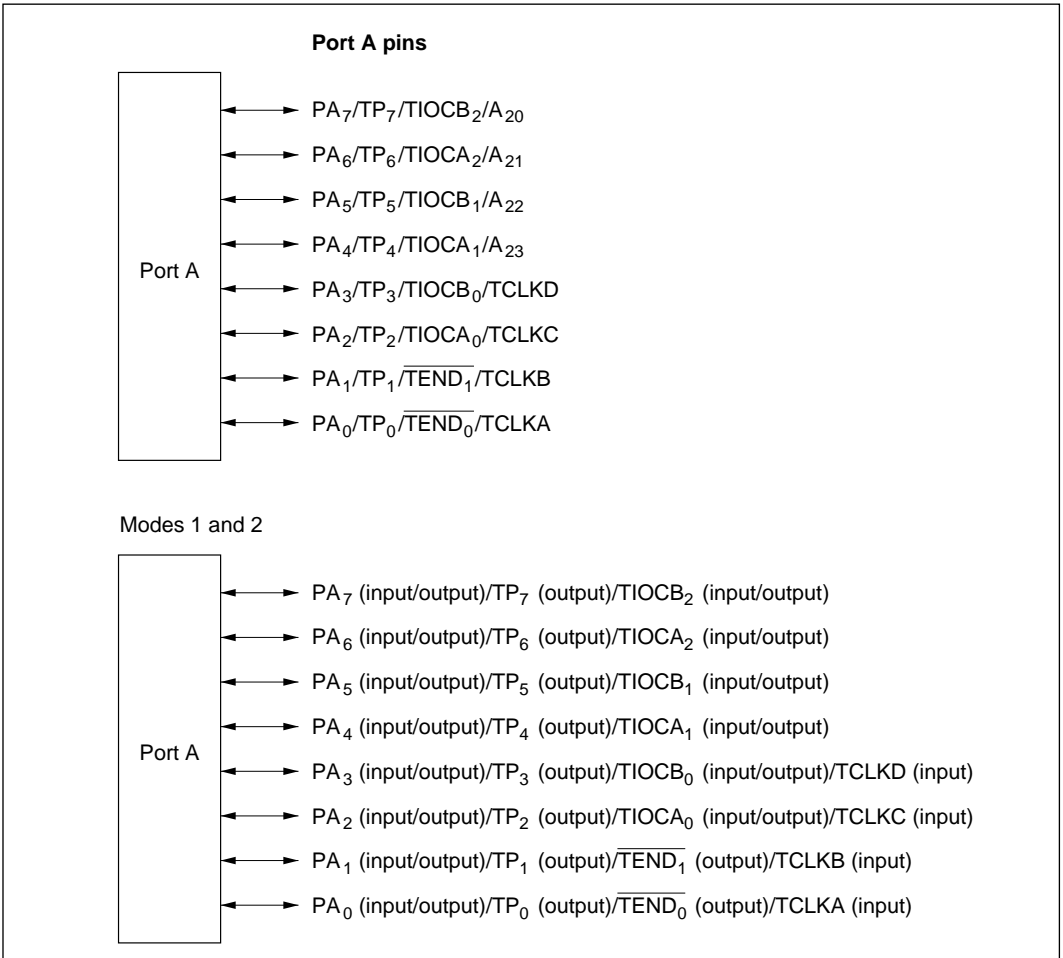 Port A pins
Port A
PA₇/TP₇/TIOCB₂/A₂₀
PA₆/TP₆/TIOCA₂/A₂₁
PA₅/TP₅/TIOCB₁/A₂₂
PA₄/TP₄/TIOCA₁/A₂₃
PA₃/TP₃/TIOCB₀/TCLKD
PA₂/TP₂/TIOCA₀/TCLKC
PA₁/TP₁/T̅E̅N̅D̅₁̅/TCLKB
PA₀/TP₀/T̅E̅N̅D̅₀̅/TCLKA
Modes 1 and 2
Port A
PA₇ (input/output)/TP₇ (output)/TIOCB₂ (input/output)
PA₆ (input/output)/TP₆ (output)/TIOCA₂ (input/output)
PA₅ (input/output)/TP₅ (output)/TIOCB₁ (input/output)
PA₄ (input/output)/TP₄ (output)/TIOCA₁ (input/output)
PA₃ (input/output)/TP₃ (output)/TIOCB₀ (input/output)/TCLKD (input)
PA₂ (input/output)/TP₂ (output)/TIOCA₀ (input/output)/TCLKC (input)
PA₁ (input/output)/TP₁ (output)/T̅E̅N̅D̅₁̅ (output)/TCLKB (input)
PA₀ (input/output)/TP₀ (output)/T̅E̅N̅D̅₀̅ (output)/TCLKA (input)